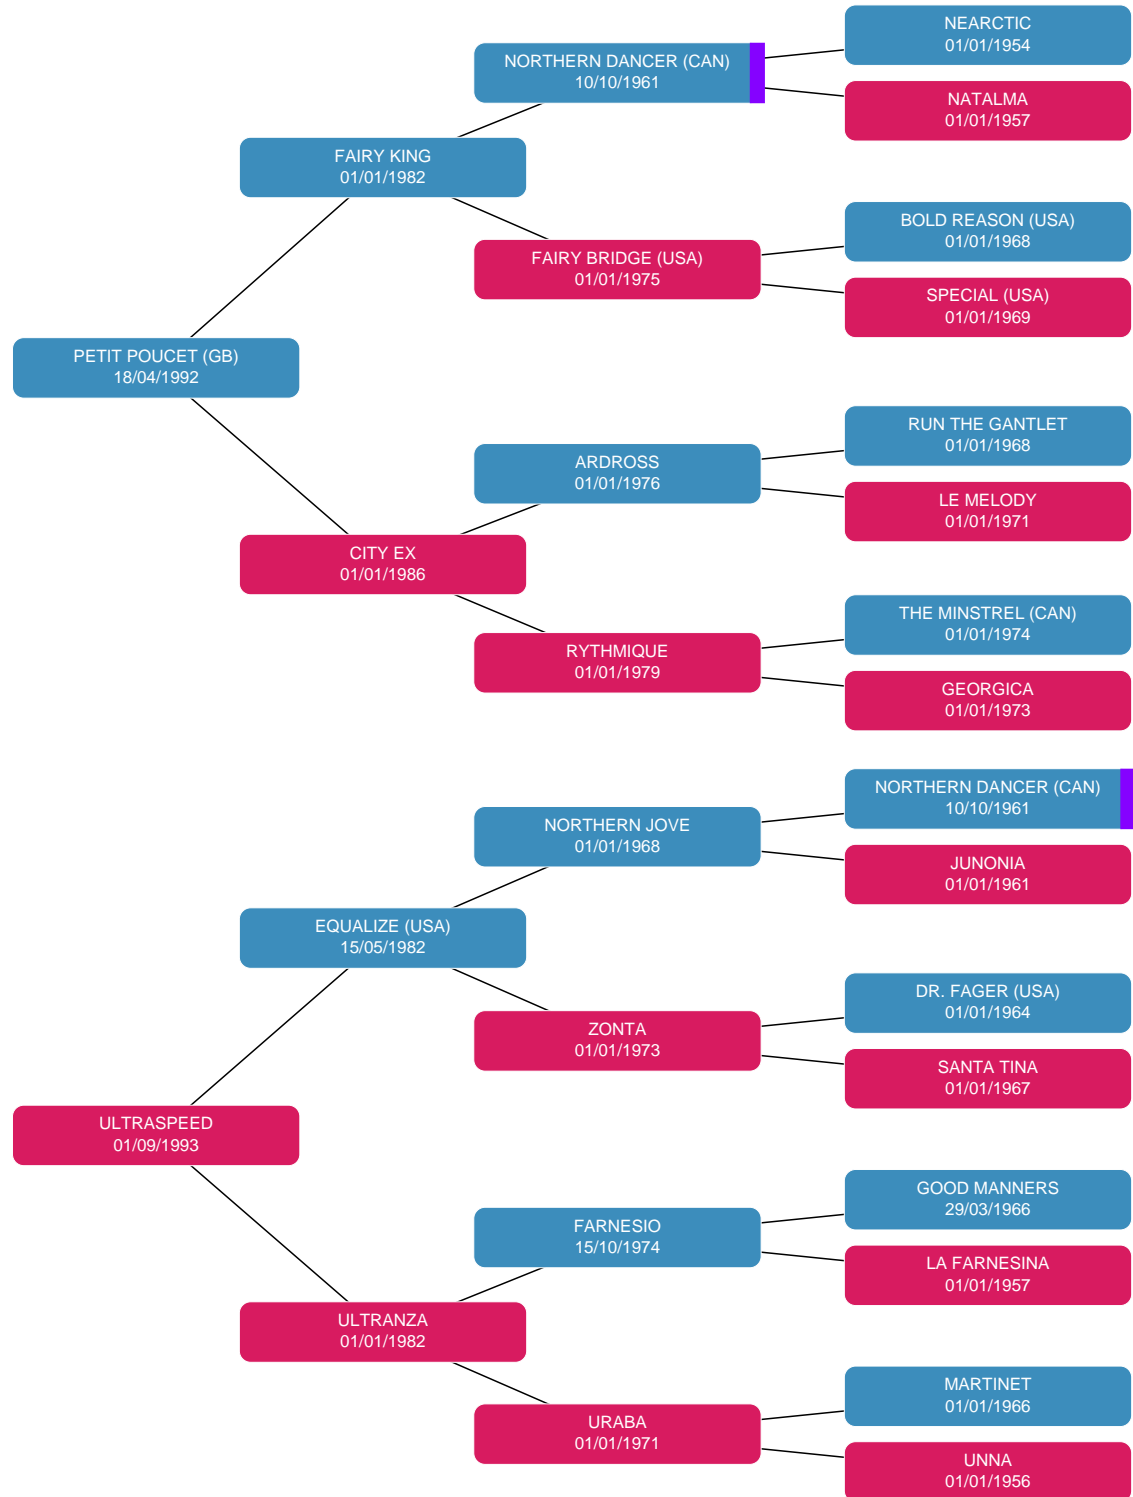 NEARCTIC
01/01/1954
NORTHERN DANCER (CAN)
10/10/1961
NATALMA
01/01/1957
FAIRY KING
01/01/1982
BOLD REASON (USA)
01/01/1968
FAIRY BRIDGE (USA)
01/01/1975
SPECIAL (USA)
01/01/1969
PETIT POUCET (GB)
18/04/1992
RUN THE GANTLET
01/01/1968
ARDROSS
01/01/1976
LE MELODY
01/01/1971
CITY EX
01/01/1986
THE MINSTREL (CAN)
01/01/1974
RYTHMIQUE
01/01/1979
GEORGICA
01/01/1973
NORTHERN DANCER (CAN)
10/10/1961
NORTHERN JOVE
01/01/1968
JUNONIA
01/01/1961
EQUALIZE (USA)
15/05/1982
DR. FAGER (USA)
01/01/1964
ZONTA
01/01/1973
SANTA TINA
01/01/1967
ULTRASPEED
01/09/1993
GOOD MANNERS
29/03/1966
FARNESIO
15/10/1974
LA FARNESINA
01/01/1957
ULTRANZA
01/01/1982
MARTINET
01/01/1966
URABA
01/01/1971
UNNA
01/01/1956